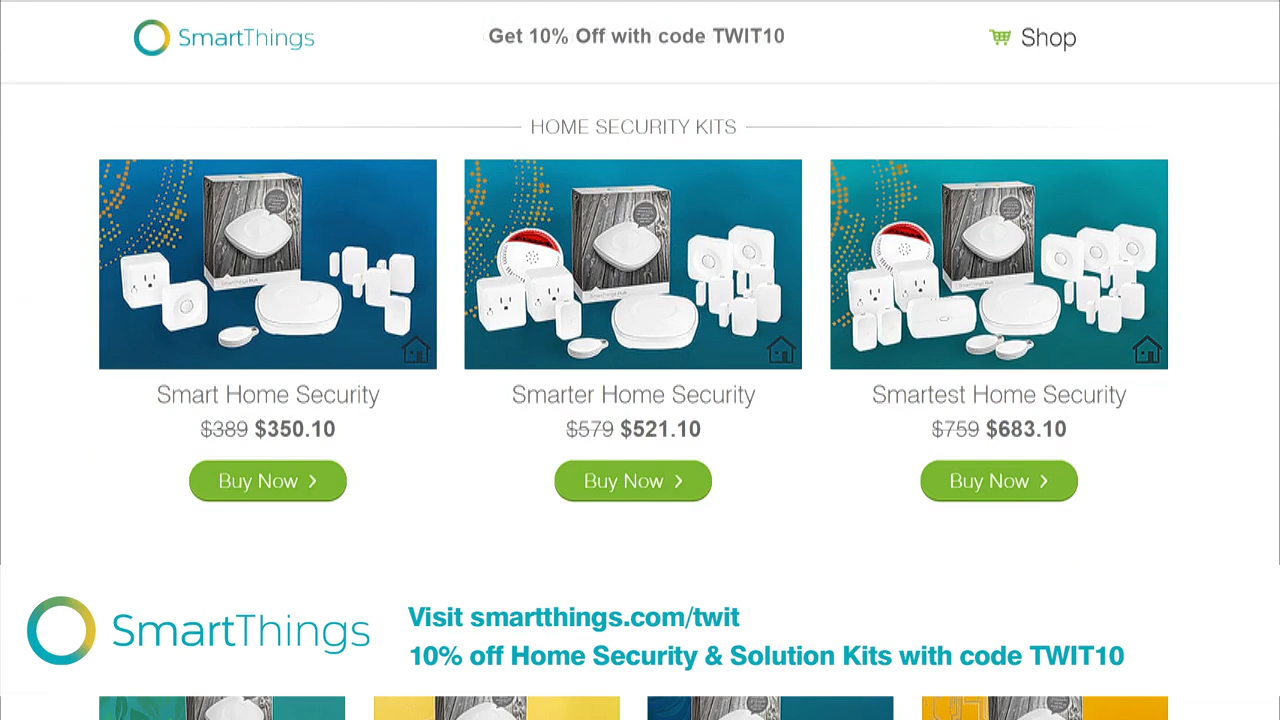 SmartThings
Get 10% Off with code TWIT10
Shop
HOME SECURITY KITS
Smart Home Security
$389 $350.10
Buy Now >
Smarter Home Security
$579 $521.10
Buy Now >
Smartest Home Security
$759 $683.10
Buy Now >
SmartThings
Visit smartthings.com/twit
10% off Home Security & Solution Kits with code TWIT10